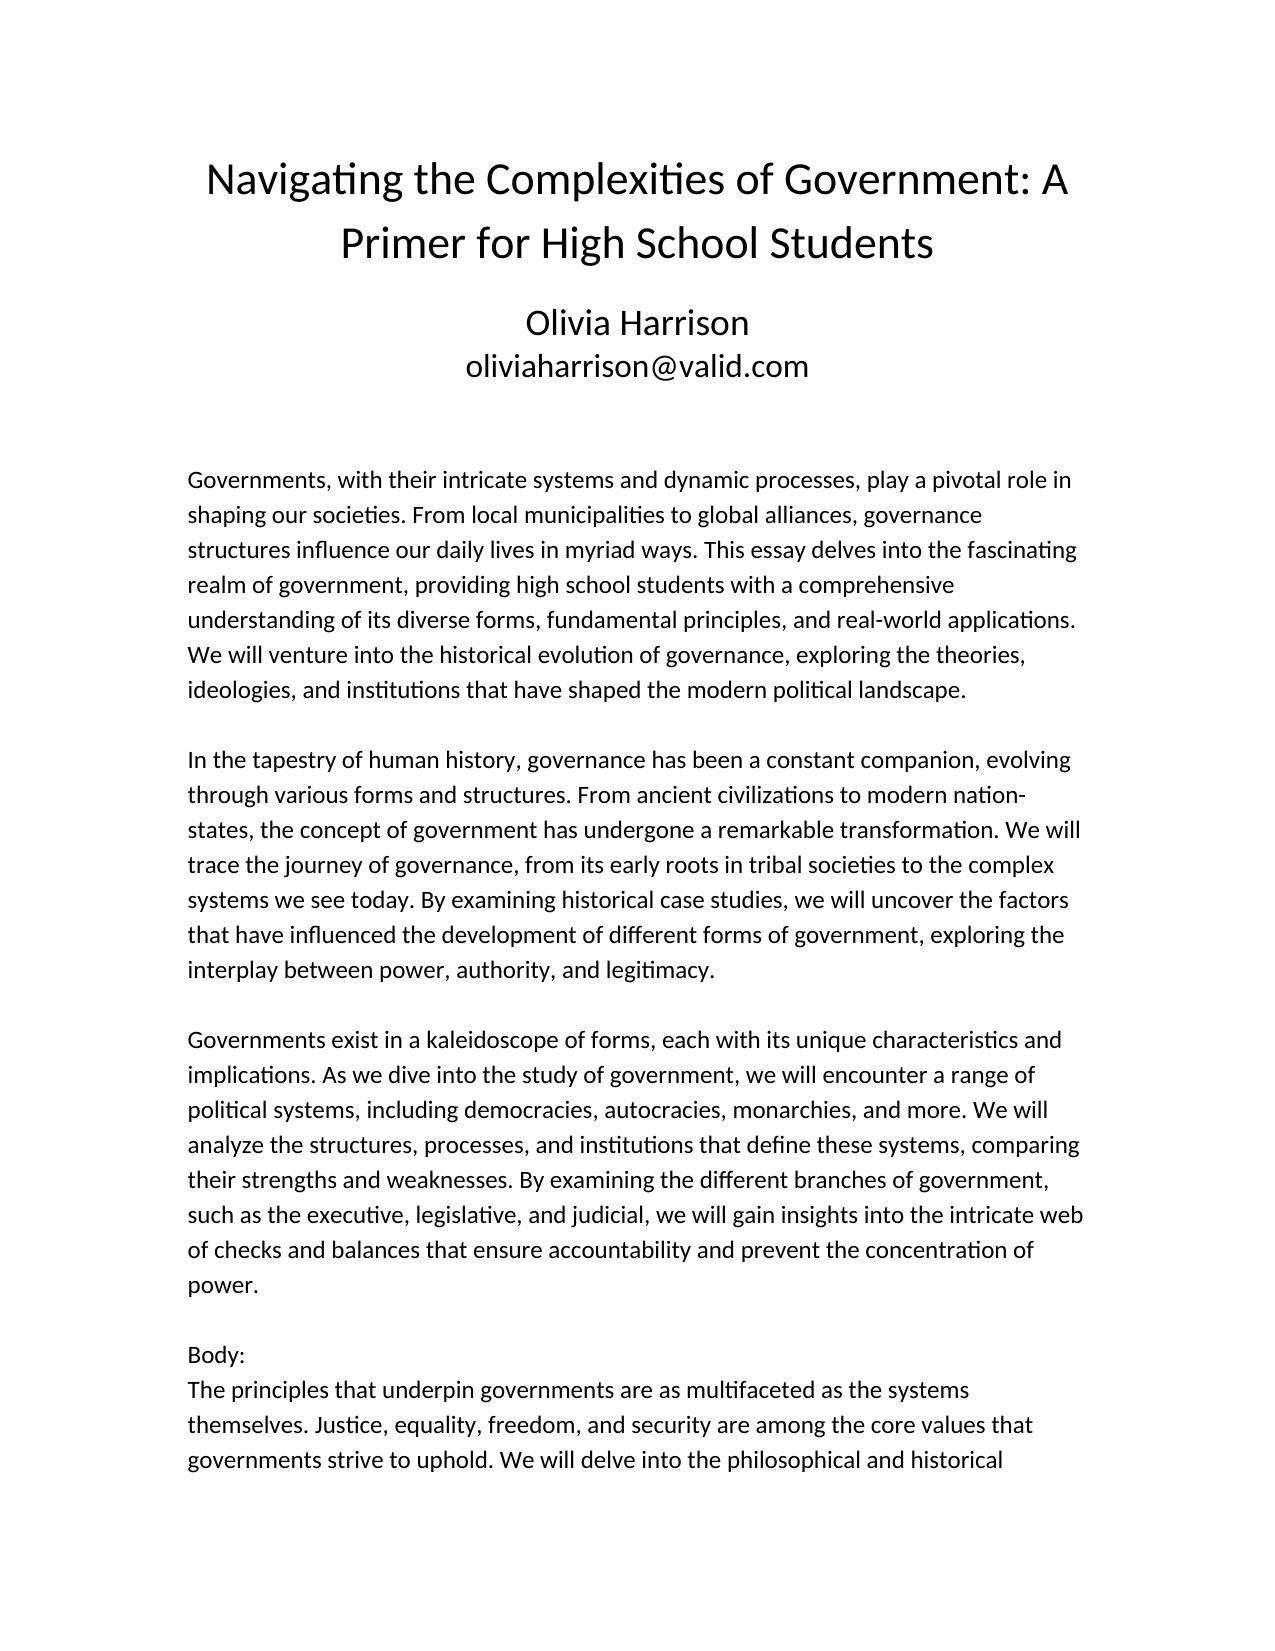 Navigating the Complexities of Government: A
Primer for High School Students
Olivia Harrison
oliviaharrison@valid.com
Governments, with their intricate systems and dynamic processes, play a pivotal role in
shaping our societies. From local municipalities to global alliances, governance
structures influence our daily lives in myriad ways. This essay delves into the fascinating
realm of government, providing high school students with a comprehensive
understanding of its diverse forms, fundamental principles, and real-world applications.
We will venture into the historical evolution of governance, exploring the theories,
ideologies, and institutions that have shaped the modern political landscape.
In the tapestry of human history, governance has been a constant companion, evolving
through various forms and structures. From ancient civilizations to modern nation-
states, the concept of government has undergone a remarkable transformation. We will
trace the journey of governance, from its early roots in tribal societies to the complex
systems we see today. By examining historical case studies, we will uncover the factors
that have influenced the development of different forms of government, exploring the
interplay between power, authority, and legitimacy.
Governments exist in a kaleidoscope of forms, each with its unique characteristics and
implications. As we dive into the study of government, we will encounter a range of
political systems, including democracies, autocracies, monarchies, and more. We will
analyze the structures, processes, and institutions that define these systems, comparing
their strengths and weaknesses. By examining the different branches of government,
such as the executive, legislative, and judicial, we will gain insights into the intricate web
of checks and balances that ensure accountability and prevent the concentration of
power.
Body:
The principles that underpin governments are as multifaceted as the systems
themselves. Justice, equality, freedom, and security are among the core values that
governments strive to uphold. We will delve into the philosophical and historical